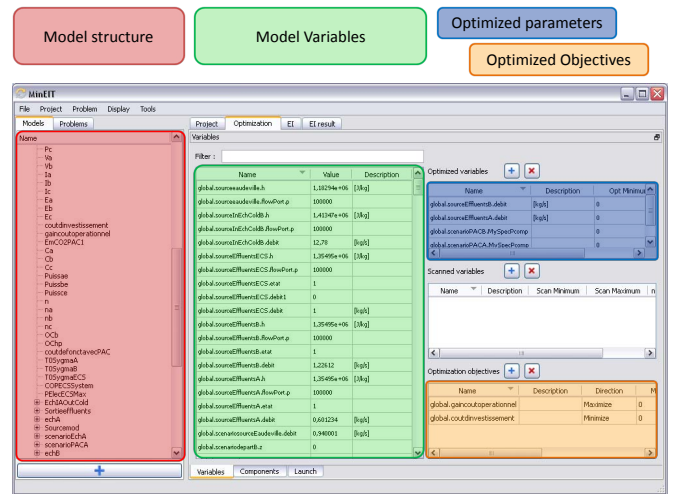 Model structure
Model Variables
Optimized parameters
Optimized Objectives
MinEIT
File Project Problem Display Tools
Models Problems
Name
Pc
Va
Vb
Ia
Ib
Ic
Ea
Eb
Ec
coutdinvestissement
gaincoutoperationnel
EmCO2PAC1
Ca
Cb
Cc
Puissae
Puissbe
Puissce
n
na
nb
nc
OCb
OChp
coutdefonctavecPAC
T0SygmaA
T0SygmaB
T0SygmaECS
COPECSSystem
PElecECSMax
EchIAOutCold
Sortieeffluents
echA
Sourcemod
scenarioEchA
scenarioPACA
echB
+
Project Optimization EI EI result
Variables
Filter :
Name Value Description
global.sourceeaudeville.h 1,18294e+06 [J/kg]
global.sourceeaudeville.flowPort.p 100000
global.sourceInEchColdB.h 1,41347e+06 [J/kg]
global.sourceInEchColdB.flowPort.p 100000
global.sourceInEchColdB.debit 12,78 [kg/s]
global.sourceEffluentsECS.h 1,35495e+06 [J/kg]
global.sourceEffluentsECS.flowPort.p 100000
global.sourceEffluentsECS.etat 1
global.sourceEffluentsECS.debit1 0
global.sourceEffluentsECS.debit 1 [kg/s]
global.sourceEffluentsB.h 1,35495e+06 [J/kg]
global.sourceEffluentsB.flowPort.p 100000
global.sourceEffluentsB.etat 1
global.sourceEffluentsB.debit 2,22612 [kg/s]
global.sourceEffluentsA.h 1,35495e+06 [J/kg]
global.sourceEffluentsA.flowPort.p 100000
global.sourceEffluentsA.etat 1
global.sourceEffluentsA.debit 0,601234 [kg/s]
global.scenariosourceEaudeville.debit 0,940001 [kg/s]
global.scenariodepartB.z 0
Optimized variables + ×
Name Description Opt Minimu
global.sourceEffluentsB.debit [kg/s] 0
global.sourceEffluentsA.debit [kg/s] 0
global.scenarioPACB.MySpecPcomp 0
global.scenarioPACA.MySpecPcomp 0
Scanned variables + ×
Name Description Scan Minimum Scan Maximum n
Optimization objectives + ×
Name Description Direction M
global.gaincoutoperationnel Maximize 0
global.coutdinvestissement Minimize 0
Variables Components Launch